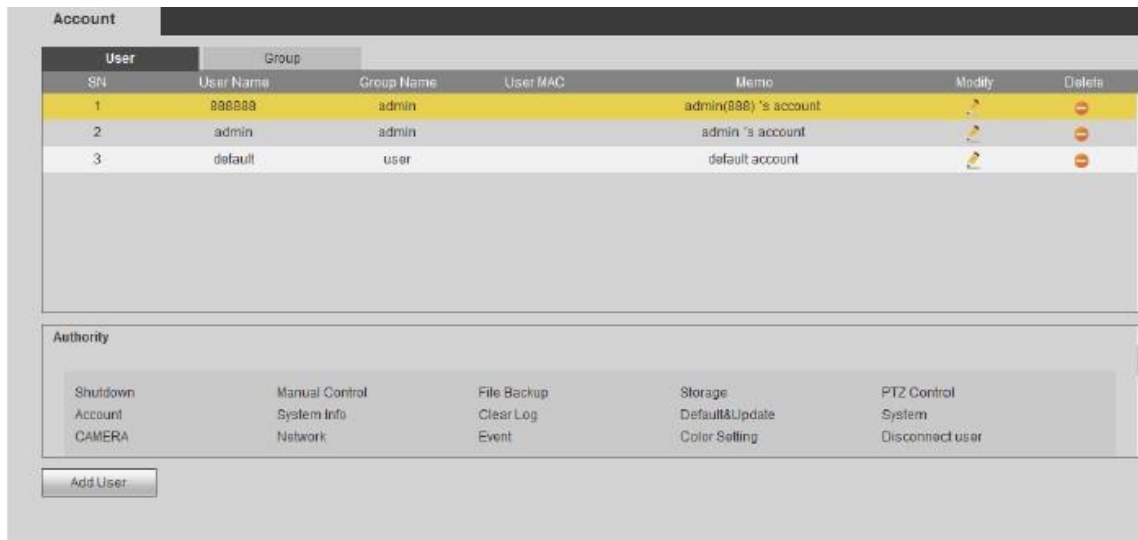 Account
User Group
SN User Name Group Name User MAC Memo Modify Delete
1 888888 admin admin(888) 's account
2 admin admin admin 's account
3 default user default account
Authority
Shutdown Manual Control File Backup Storage PTZ Control
Account System Info Clear Log Default&Update System
CAMERA Network Event Color Setting Disconnect user
Add User